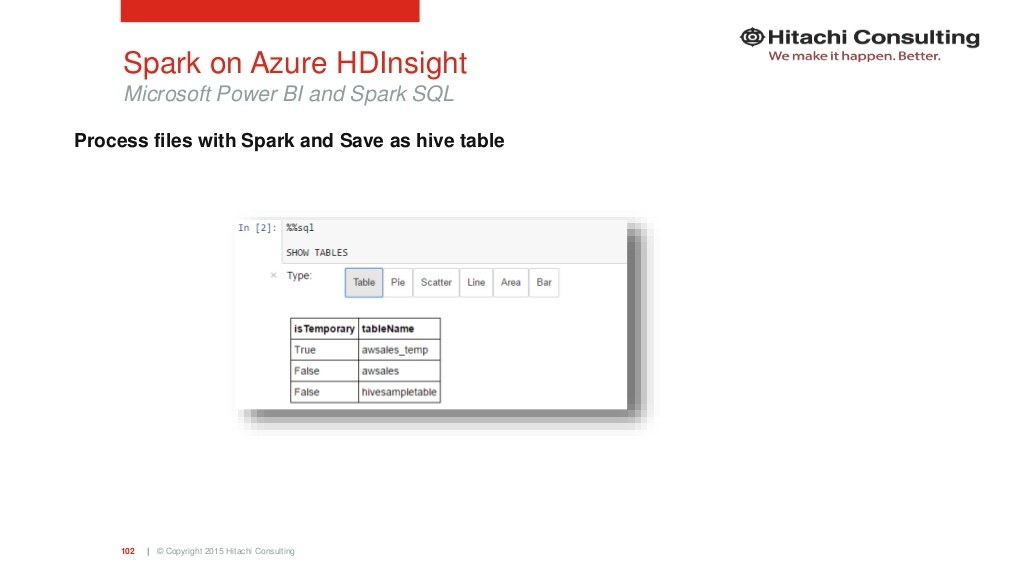 Hitachi Consulting
We make it happen. Better.
Spark on Azure HDInsight
Microsoft Power BI and Spark SQL
Process files with Spark and Save as hive table
In [2]: %%sql
SHOW TABLES
× Type: Table Pie Scatter Line Area Bar
isTemporary tableName
True awsales_temp
False awsales
False hivesampletable
102 | © Copyright 2015 Hitachi Consulting